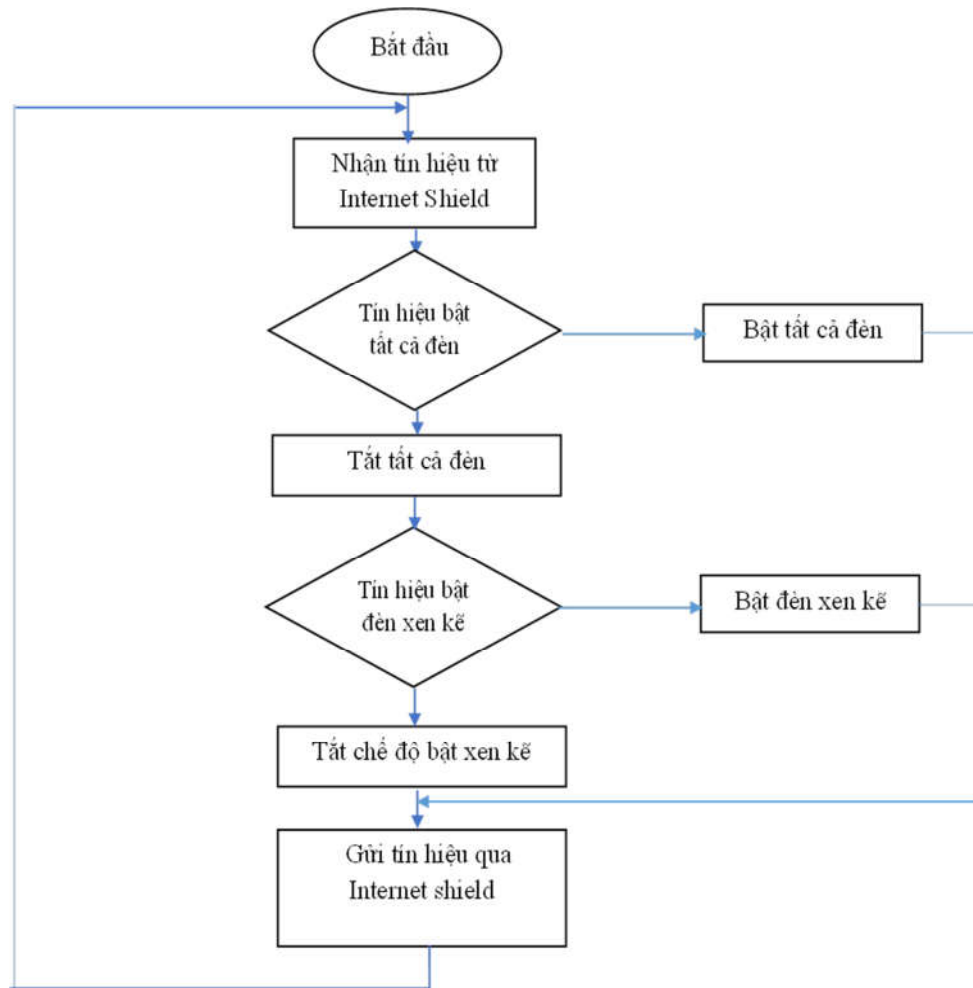 Bắt đầu
Nhận tín hiệu từ
Internet Shield
Tín hiệu bật
tất cả đèn
Bật tất cả đèn
Tắt tất cả đèn
Tín hiệu bật
đèn xen kẽ
Bật đèn xen kẽ
Tắt chế độ bật xen kẽ
Gửi tín hiệu qua
Internet shield